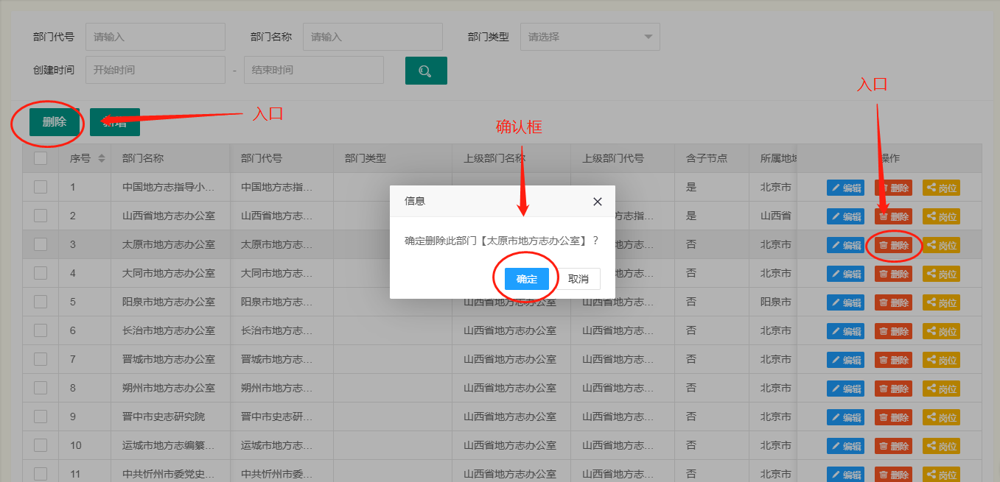 部门代号 请输入 部门名称 请输入 部门类型 请选择
创建时间 开始时间 - 结束时间
入口
删除 新增 入口
确认框
序号 部门名称 部门代号 部门类型 上级部门名称 上级部门代号 含子节点 所属地域 操作
1 中国地方志指导小... 中国地方志指... 是 北京市 编辑 删除 岗位
2 山西省地方志办公室 山西省地方志... 方志指... 是 山西省 编辑 删除 岗位
3 太原市地方志办公室 太原市地方志... 地方志... 否 北京市 编辑 删除 岗位
4 大同市地方志办公室 大同市地方志... 地方志... 否 北京市 编辑 删除 岗位
5 阳泉市地方志办公室 阳泉市地方志... 山西省地方志办公室 山西省地方志... 否 阳泉市 编辑 删除 岗位
6 长治市地方志办公室 长治市地方志... 山西省地方志办公室 山西省地方志... 否 北京市 编辑 删除 岗位
7 晋城市地方志办公室 晋城市地方志... 山西省地方志办公室 山西省地方志... 否 北京市 编辑 删除 岗位
8 朔州市地方志办公室 朔州市地方志... 山西省地方志办公室 山西省地方志... 否 北京市 编辑 删除 岗位
9 晋中市史志研究院 晋中市史志研... 山西省地方志办公室 山西省地方志... 否 北京市 编辑 删除 岗位
10 运城市地方志编纂... 运城市地方志... 山西省地方志办公室 山西省地方志... 否 北京市 编辑 删除 岗位
11 中共忻州市委党史... 中共忻州市委... 山西省地方志办公室 山西省地方志... 否 北京市 编辑 删除 岗位
信息
确定删除此部门【太原市地方志办公室】？
确定 取消